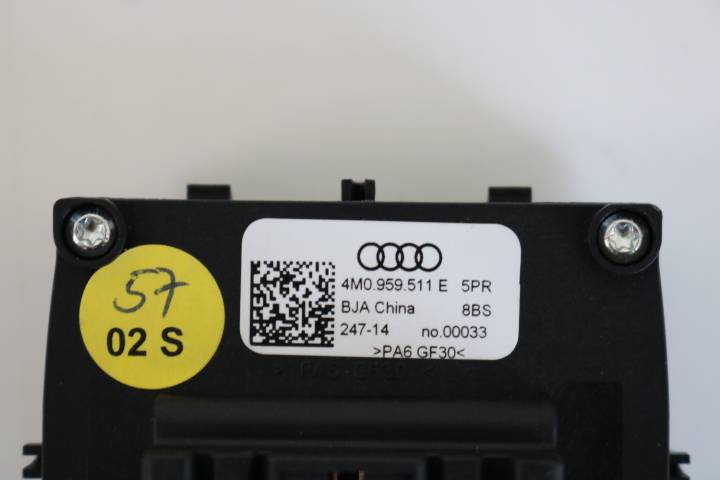 57
02 S
4M0.959.511 E 5PR
BJA China 8BS
247-14 no.00033
>PA6 GF30<